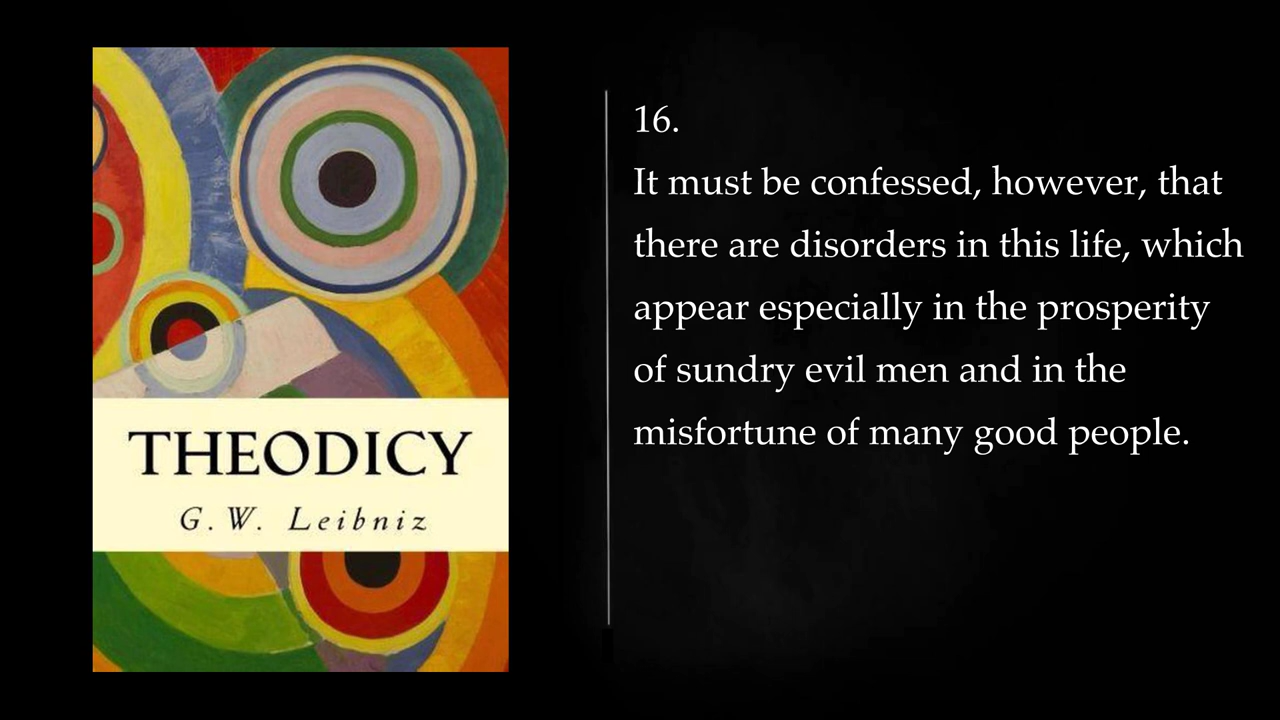 THEODICY
G. W. Leibniz
16.
It must be confessed, however, that
there are disorders in this life, which
appear especially in the prosperity
of sundry evil men and in the
misfortune of many good people.